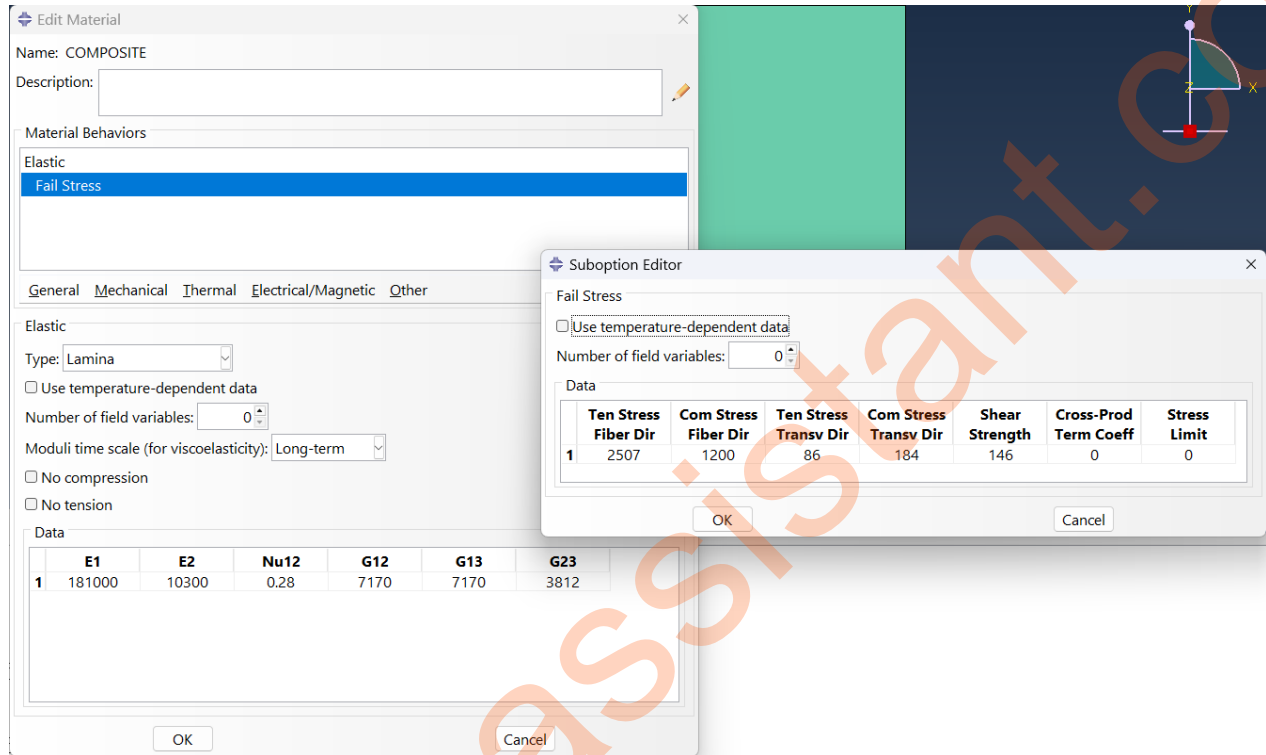 Edit Material
Name: COMPOSITE
Description:
Material Behaviors
Elastic
Fail Stress
General Mechanical Thermal Electrical/Magnetic Other
Elastic
Type: Lamina
Use temperature-dependent data
Number of field variables: 0
Moduli time scale (for viscoelasticity): Long-term
No compression
No tension
Data
E1 E2 Nu12 G12 G13 G23
1 181000 10300 0.28 7170 7170 3812
OK Cancel
Y
Z X
Suboption Editor
Fail Stress
Use temperature-dependent data
Number of field variables: 0
Data
Ten Stress Com Stress Ten Stress Com Stress Shear Cross-Prod Stress
Fiber Dir Fiber Dir Transv Dir Transv Dir Strength Term Coeff Limit
1 2507 1200 86 184 146 0 0
OK Cancel
assistant.co